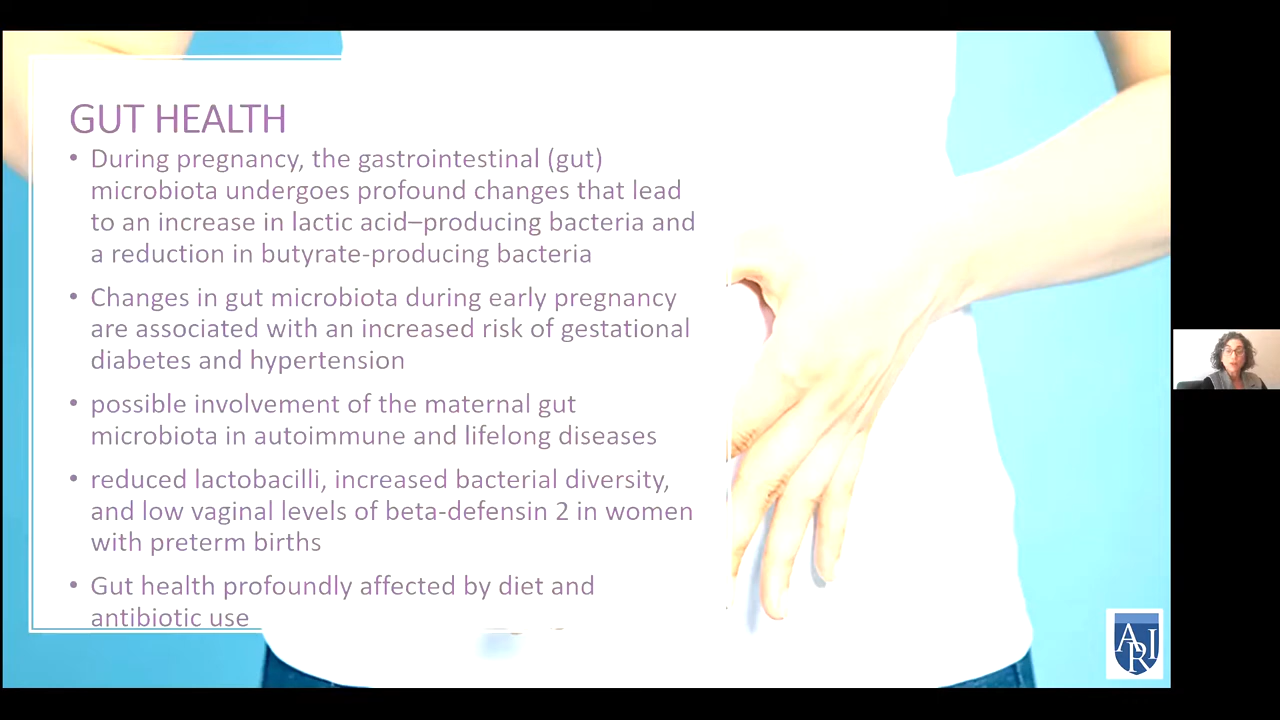 GUT HEALTH
• During pregnancy, the gastrointestinal (gut)
microbiota undergoes profound changes that lead
to an increase in lactic acid–producing bacteria and
a reduction in butyrate-producing bacteria
• Changes in gut microbiota during early pregnancy
are associated with an increased risk of gestational
diabetes and hypertension
• possible involvement of the maternal gut
microbiota in autoimmune and lifelong diseases
• reduced lactobacilli, increased bacterial diversity,
and low vaginal levels of beta-defensin 2 in women
with preterm births
• Gut health profoundly affected by diet and
antibiotic use
ARI